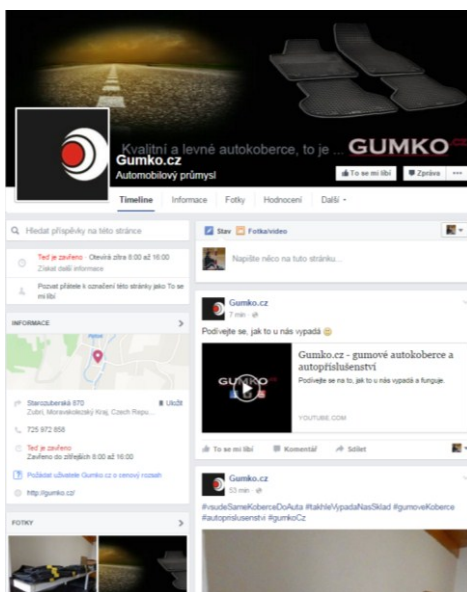 Kvalitní a levné autokoberce, to je ... GUMKO
Gumko.cz
Automobilový průmysl
To se mi líbí
Zpráva
Timeline
Informace
Fotky
Hodnocení
Další
Hledat příspěvky na této stránce
Teď je zavřeno · Otevírá zítra 8:00 až 16:00
Získat další informace
Pozvat přátele k označení této stránky jako To se
mi líbí
INFORMACE
Starozuberská 870
Uložit
Zubří, Moravskoslezský Kraj, Czech Repu...
725 972 658
Teď je zavřeno
Zavřeno do zítřejších 8:00 až 16:00
Požádat uživatele Gumko.cz o cenový rozsah
http://gumko.cz/
FOTKY
Stav
Fotka/video
Napište něco na tuto stránku...
Gumko.cz
7 min
Podívejte se, jak to u nás vypadá
GUMKO
Gumko.cz - gumové autokoberce a
autopříslušenství
Podívejte se na to, jak to u nás vypadá a funguje.
YOUTUBE.COM
To se mi líbí
Komentář
Sdílet
Gumko.cz
53 min
#vsudeSameKoberceDoAuta #takhleVypadaNasSklad #gumoveKoberce
#autoprislusenstvi #gumkoCz